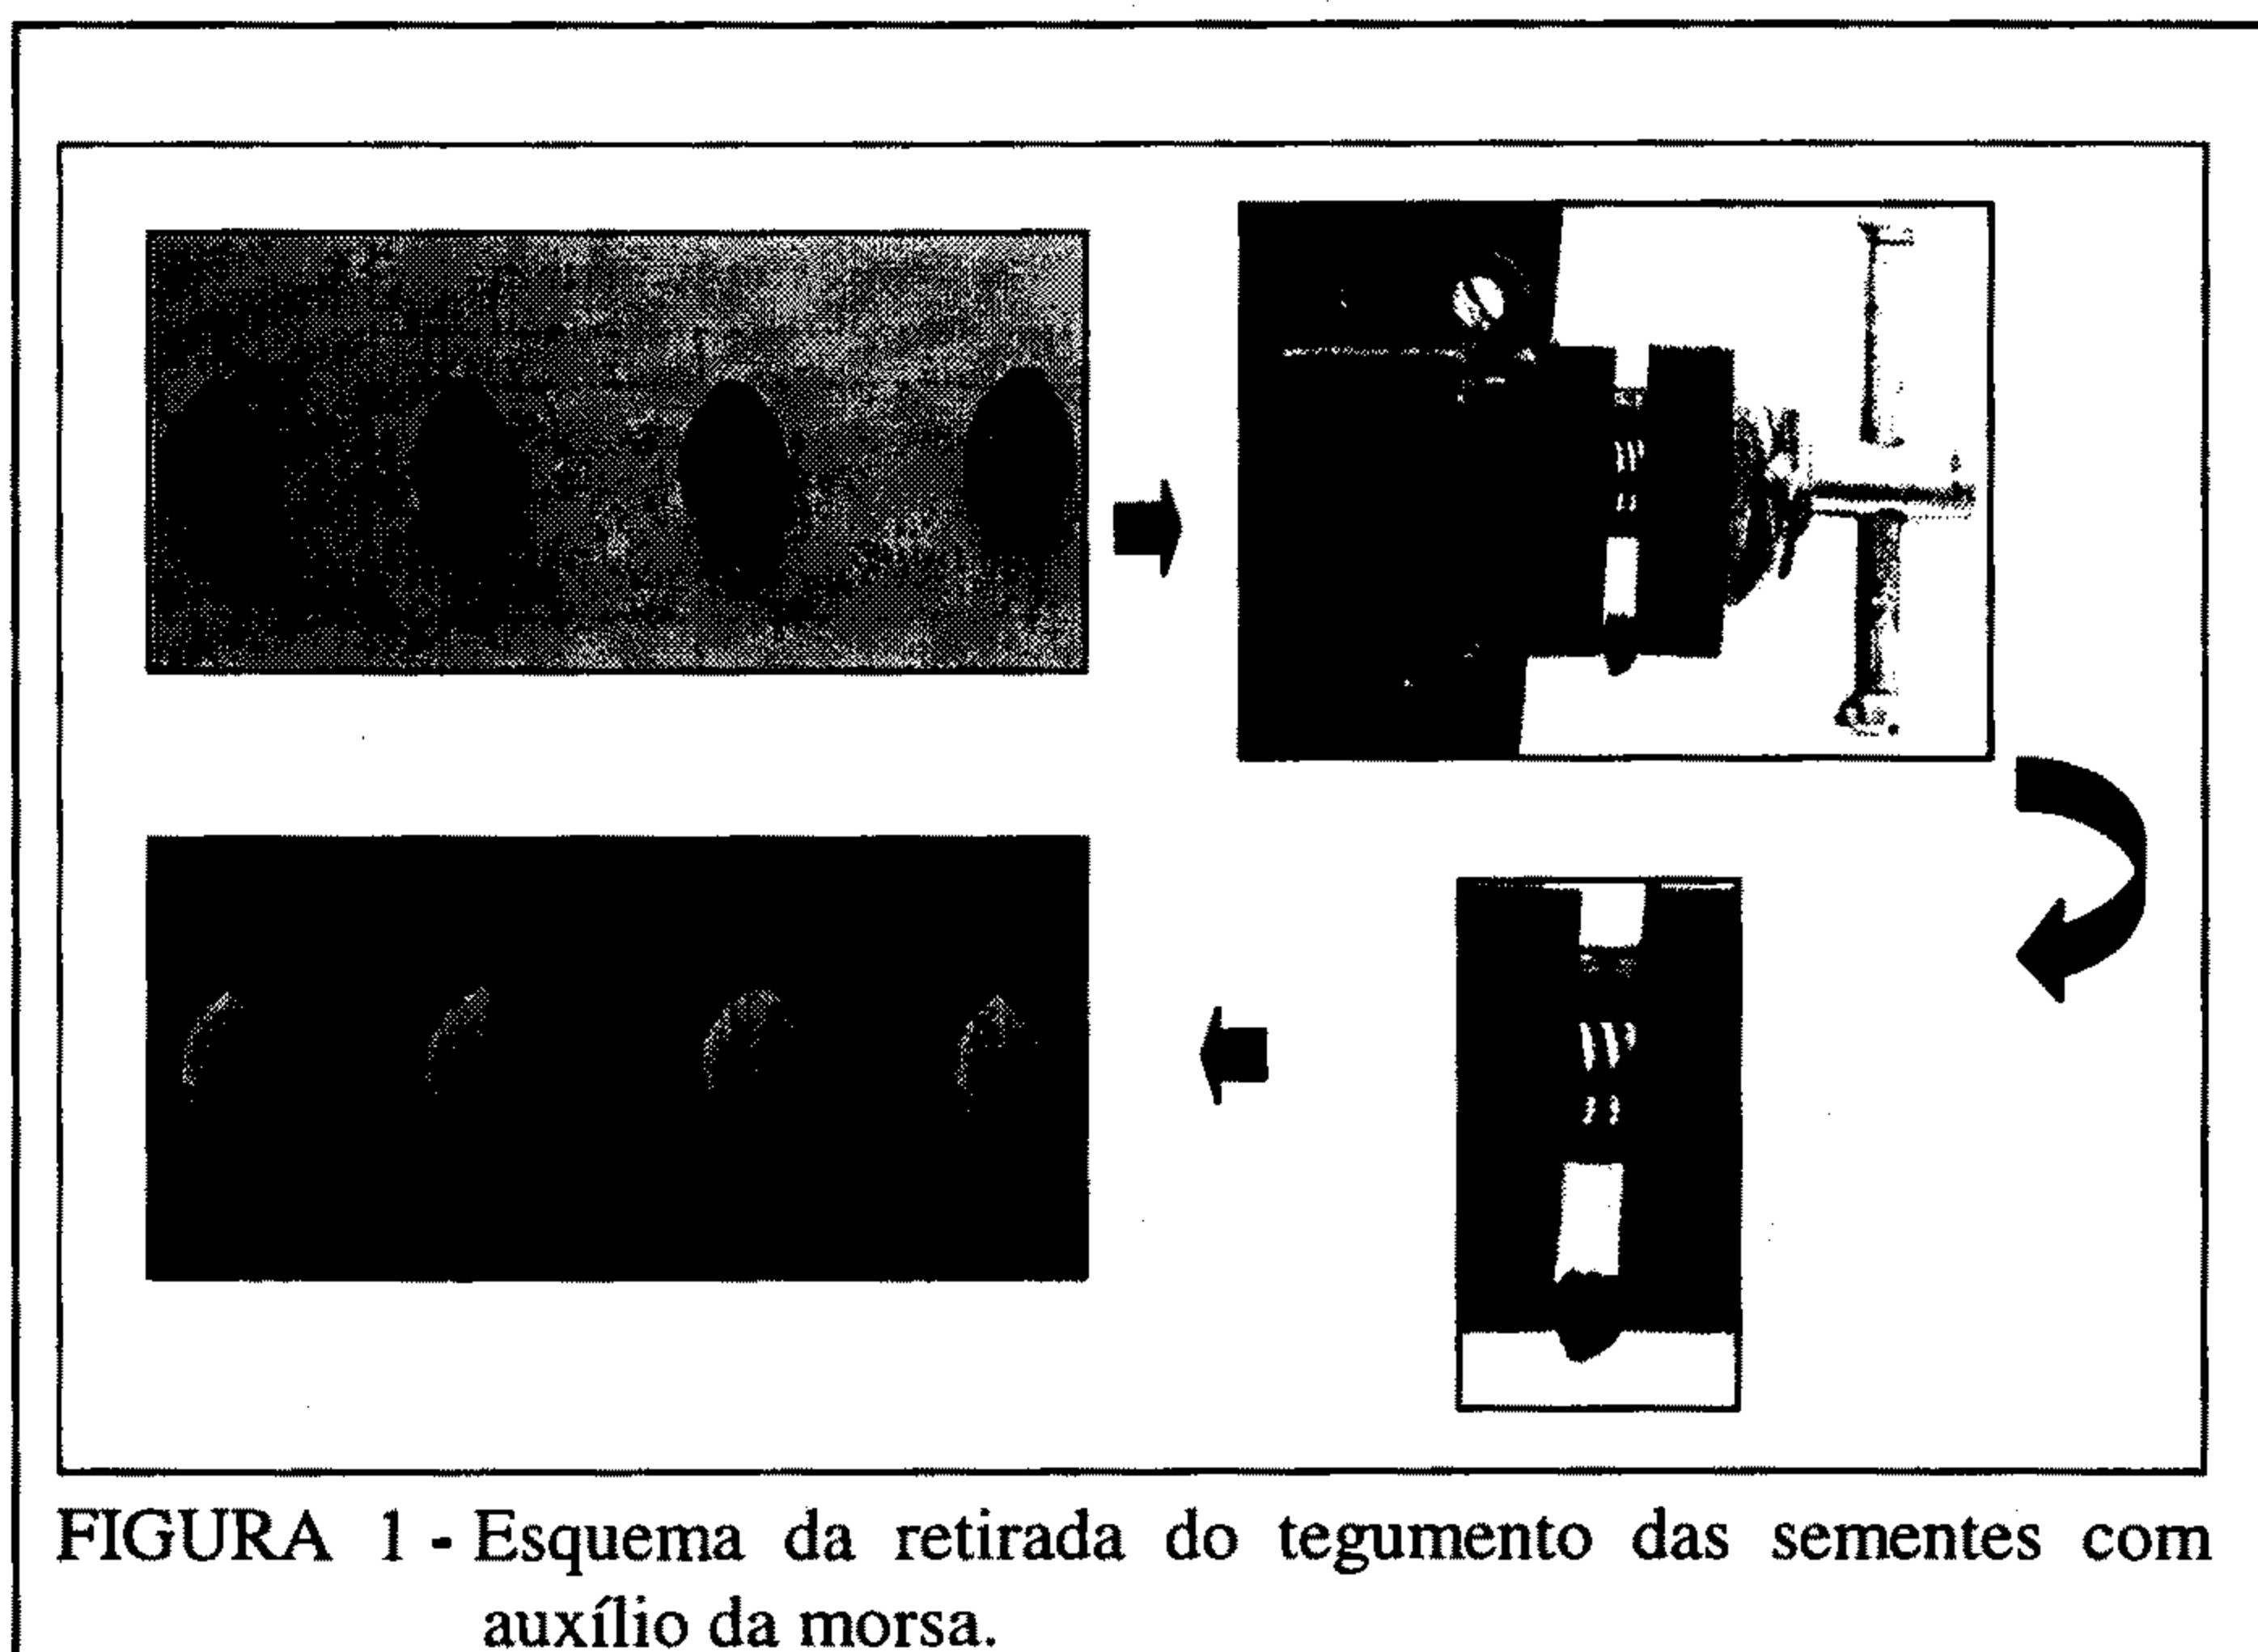 FIGURA 1 - Esquema da retirada do tegumento das sementes com
auxílio da morsa.